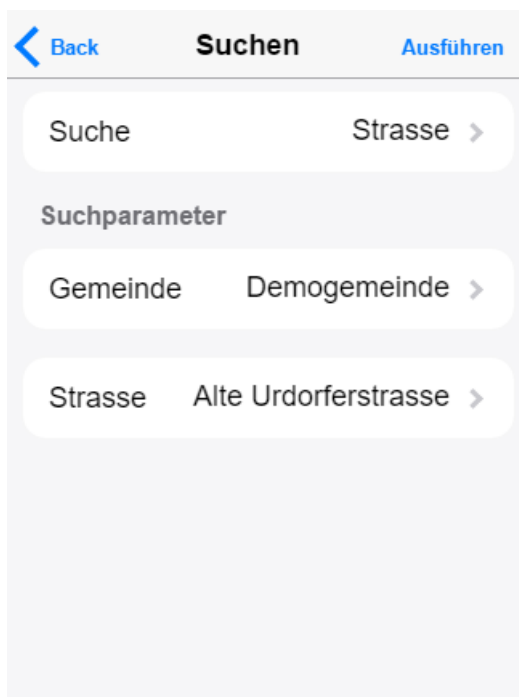 Back Suchen Ausführen
Suche Strasse
Suchparameter
Gemeinde Demogemeinde
Strasse Alte Urdorferstrasse